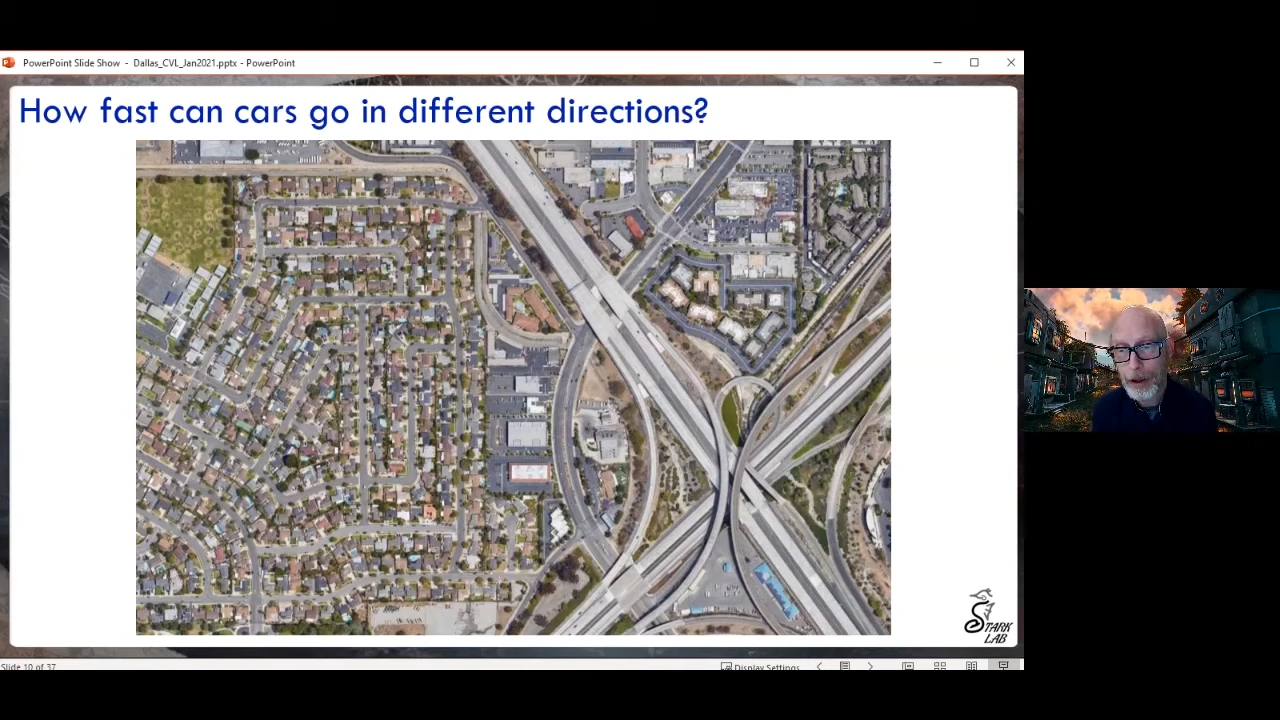 PowerPoint Slide Show - Dallas_CVL_Jan2021.pptx - PowerPoint
How fast can cars go in different directions?
STARK
LAB
Slide 10 of 37
Display Settings